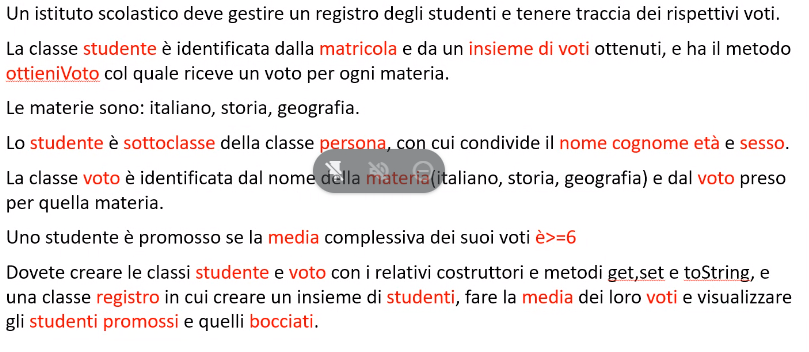 Un istituto scolastico deve gestire un registro degli studenti e tenere traccia dei rispettivi voti.
La classe studente è identificata dalla matricola e da un insieme di voti ottenuti, e ha il metodo
ottieniVoto col quale riceve un voto per ogni materia.
Le materie sono: italiano, storia, geografia.
Lo studente è sottoclasse della classe persona, con cui condivide il nome cognome età e sesso.
La classe voto è identificata dal nome della materia(italiano, storia, geografia) e dal voto preso
per quella materia.
Uno studente è promosso se la media complessiva dei suoi voti è>=6
Dovete creare le classi studente e voto con i relativi costruttori e metodi get,set e toString, e
una classe registro in cui creare un insieme di studenti, fare la media dei loro voti e visualizzare
gli studenti promossi e quelli bocciati.